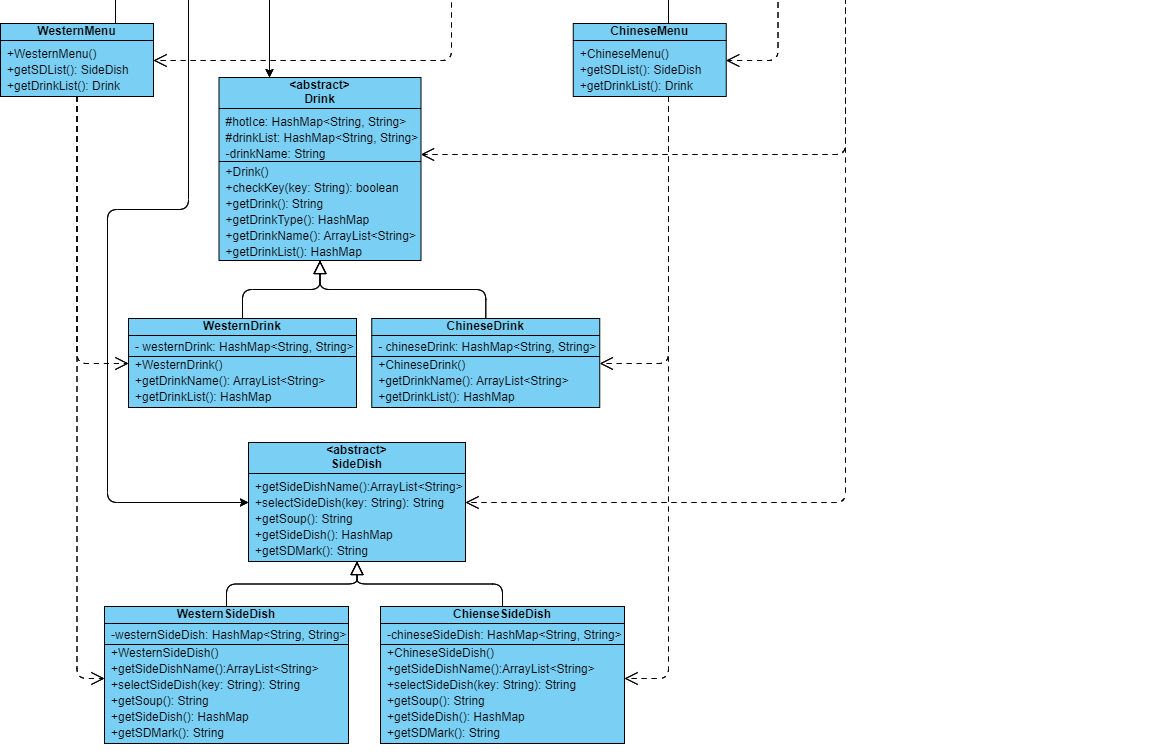 WesternMenu
+WesternMenu()
+getSDList(): SideDish
+getDrinkList(): Drink
ChineseMenu
+ChineseMenu()
+getSDList(): SideDish
+getDrinkList(): Drink
<abstract>
Drink
#hotIce: HashMap<String, String>
#drinkList: HashMap<String, String>
-drinkName: String
+Drink()
+checkKey(key: String): boolean
+getDrink(): String
+getDrinkType(): HashMap
+getDrinkName(): ArrayList<String>
+getDrinkList(): HashMap
WesternDrink
- westernDrink: HashMap<String, String>
+WesternDrink()
+getDrinkName(): ArrayList<String>
+getDrinkList(): HashMap
ChineseDrink
- chineseDrink: HashMap<String, String>
+ChineseDrink()
+getDrinkName(): ArrayList<String>
+getDrinkList(): HashMap
<abstract>
SideDish
+getSideDishName():ArrayList<String>
+selectSideDish(key: String): String
+getSoup(): String
+getSideDish(): HashMap
+getSDMark(): String
WesternSideDish
-westernSideDish: HashMap<String, String>
+WesternSideDish()
+getSideDishName():ArrayList<String>
+selectSideDish(key: String): String
+getSoup(): String
+getSideDish(): HashMap
+getSDMark(): String
ChienseSideDish
-chineseSideDish: HashMap<String, String>
+ChineseSideDish()
+getSideDishName():ArrayList<String>
+selectSideDish(key: String): String
+getSoup(): String
+getSideDish(): HashMap
+getSDMark(): String